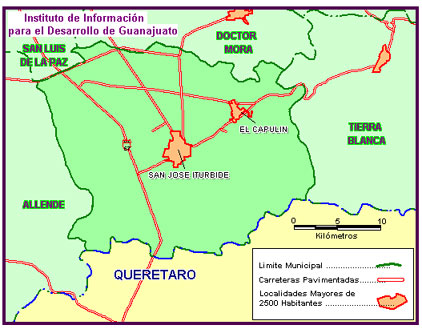 Instituto de Información
para el Desarrollo de Guanajuato
SAN LUIS
DE LA PAZ
DOCTOR
MORA
EL CAPULIN
TIERRA
BLANCA
SAN JOSE ITURBIDE
ALLENDE
0 5 10
Kilómetros
QUERETARO
Limite Municipal ....................
Carreteras Pavimentadas ...
Localidades Mayores de
2500 Habitantes ....................